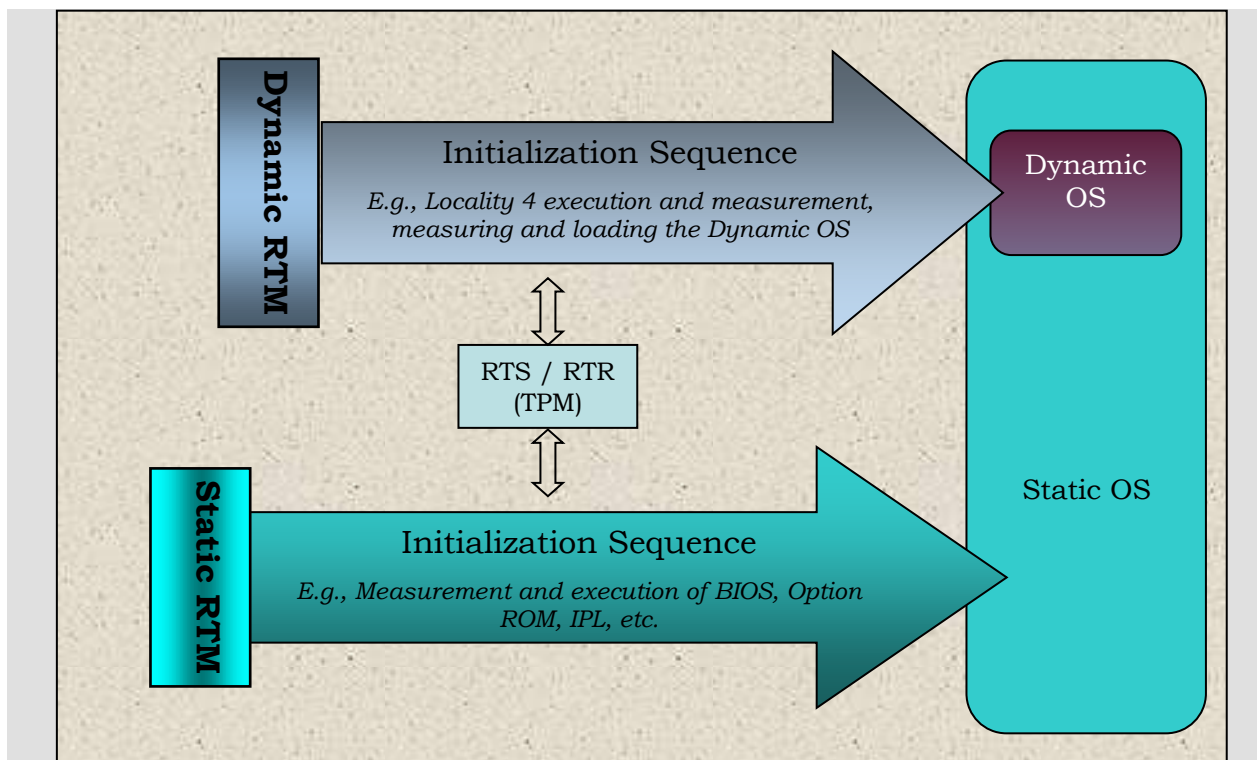 Dynamic RTM
Initialization Sequence
E.g., Locality 4 execution and measurement,
measuring and loading the Dynamic OS
Dynamic
OS
RTS / RTR
(TPM)
Static RTM
Initialization Sequence
E.g., Measurement and execution of BIOS, Option
ROM, IPL, etc.
Static OS